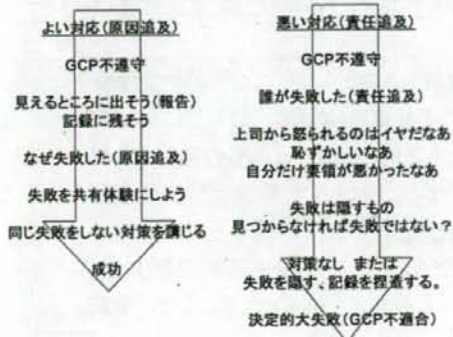 よい対応(原因追及)
GCP不遵守
見えるところに出そう(報告)
記録に残そう
なぜ失敗した(原因追及)
失敗を共有体験にしよう
同じ失敗をしない対策を講じる
成功
悪い対応(責任追及)
GCP不遵守
誰が失敗した(責任追及)
上司から怒られるのはイヤだなあ
恥ずかしいなあ
自分だけ要領が悪かったなあ
失敗は隠すもの
見つからなければ失敗ではない?
対策なし または
失敗を隠す、記録を捏造する。
決定的大失敗(GCP不適合)